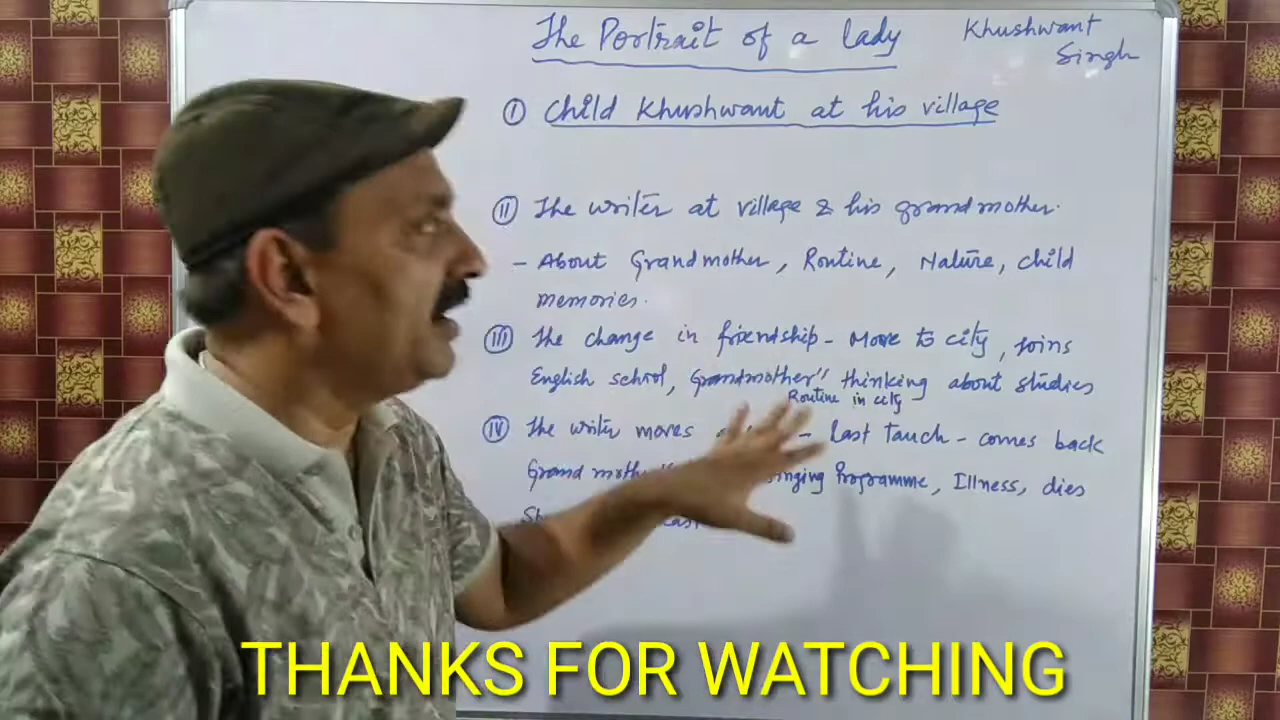 The Portrait of a lady
Khushwant
Singh
I Child Khushwant at his village
II The writer at village & his grandmother.
- About Grandmother, Routine, Nature, child
memories.
III The change in friendship - Move to city, Joins
English school, Grandmother's thinking about studies
Routine in city
IV The writer moves - last touch - comes back
Grand Programme, Illness, dies
THANKS FOR WATCHING